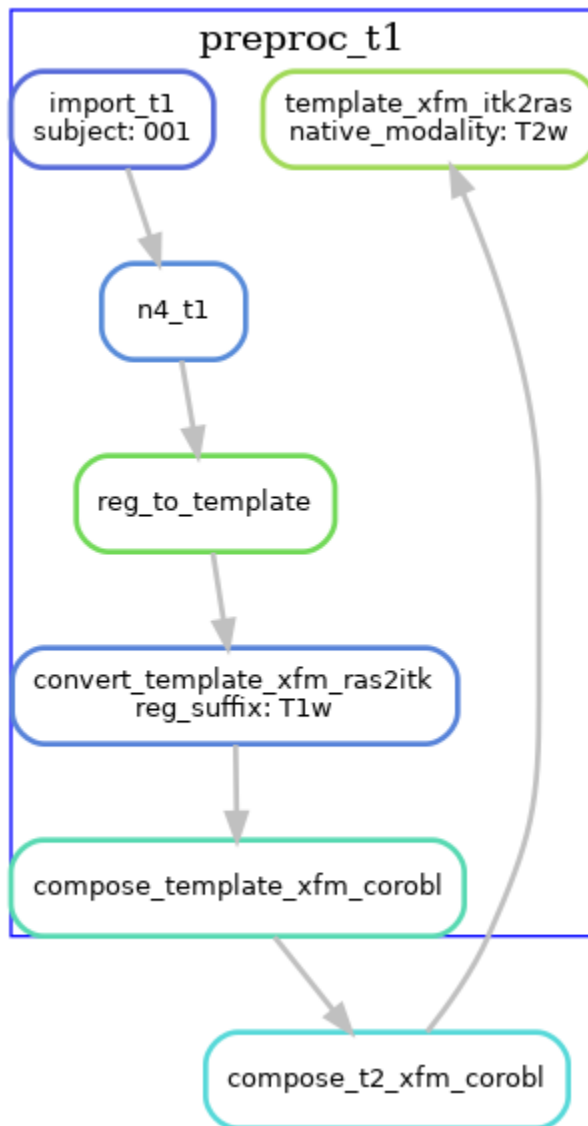 preproc_t1
import_t1
subject: 001
template_xfm_itk2ras
native_modality: T2w
n4_t1
reg_to_template
convert_template_xfm_ras2itk
reg_suffix: T1w
compose_template_xfm_corobl
compose_t2_xfm_corobl